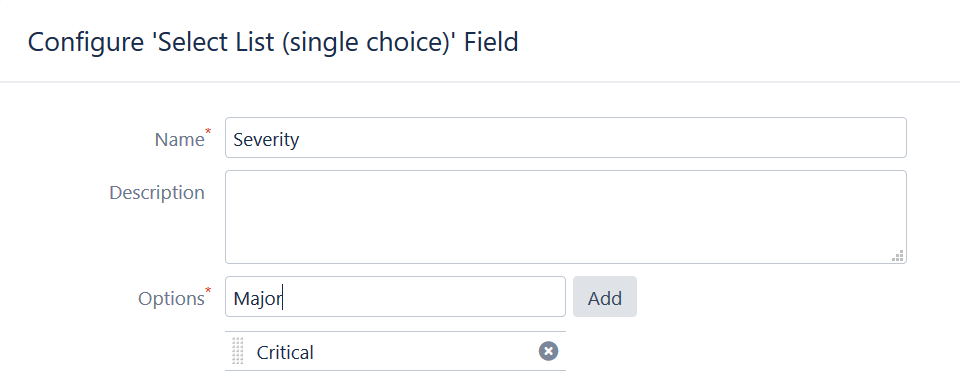 Configure 'Select List (single choice)' Field
Name*
Severity
Description
Options*
Major
Add
Critical